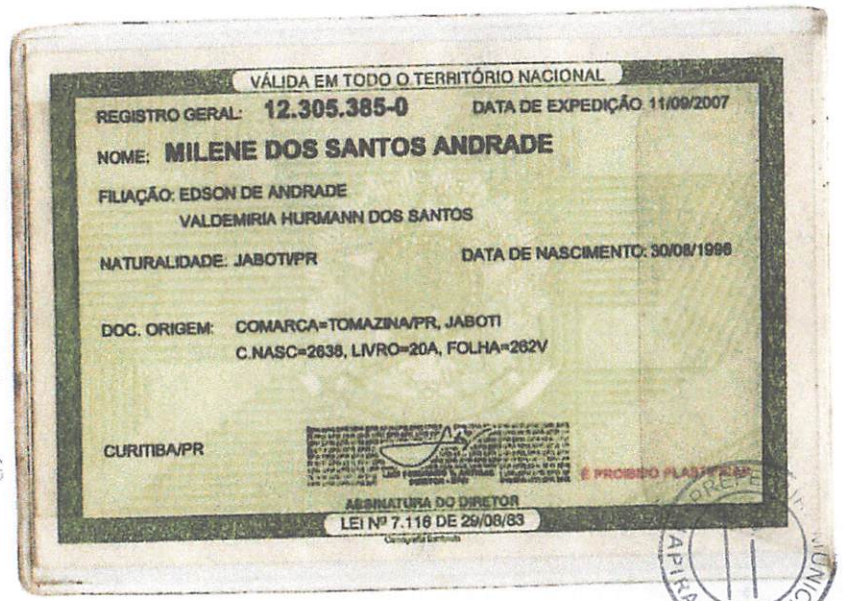 VÁLIDA EM TODO O TERRITÓRIO NACIONAL
REGISTRO GERAL: 12.305.385-0 DATA DE EXPEDIÇÃO 11/09/2007
NOME: MILENE DOS SANTOS ANDRADE
FILIAÇÃO: EDSON DE ANDRADE
VALDEMIRIA HURMANN DOS SANTOS
NATURALIDADE: JABOTI/PR DATA DE NASCIMENTO: 30/08/1996
DOC. ORIGEM: COMARCA=TOMAZINA/PR, JABOTI
C.NASC=2638, LIVRO=20A, FOLHA=262V
CURITIBA/PR
É PROIBIDO PLASTIFICAR
ASSINATURA DO DIRETOR
LEI Nº 7.116 DE 29/08/83